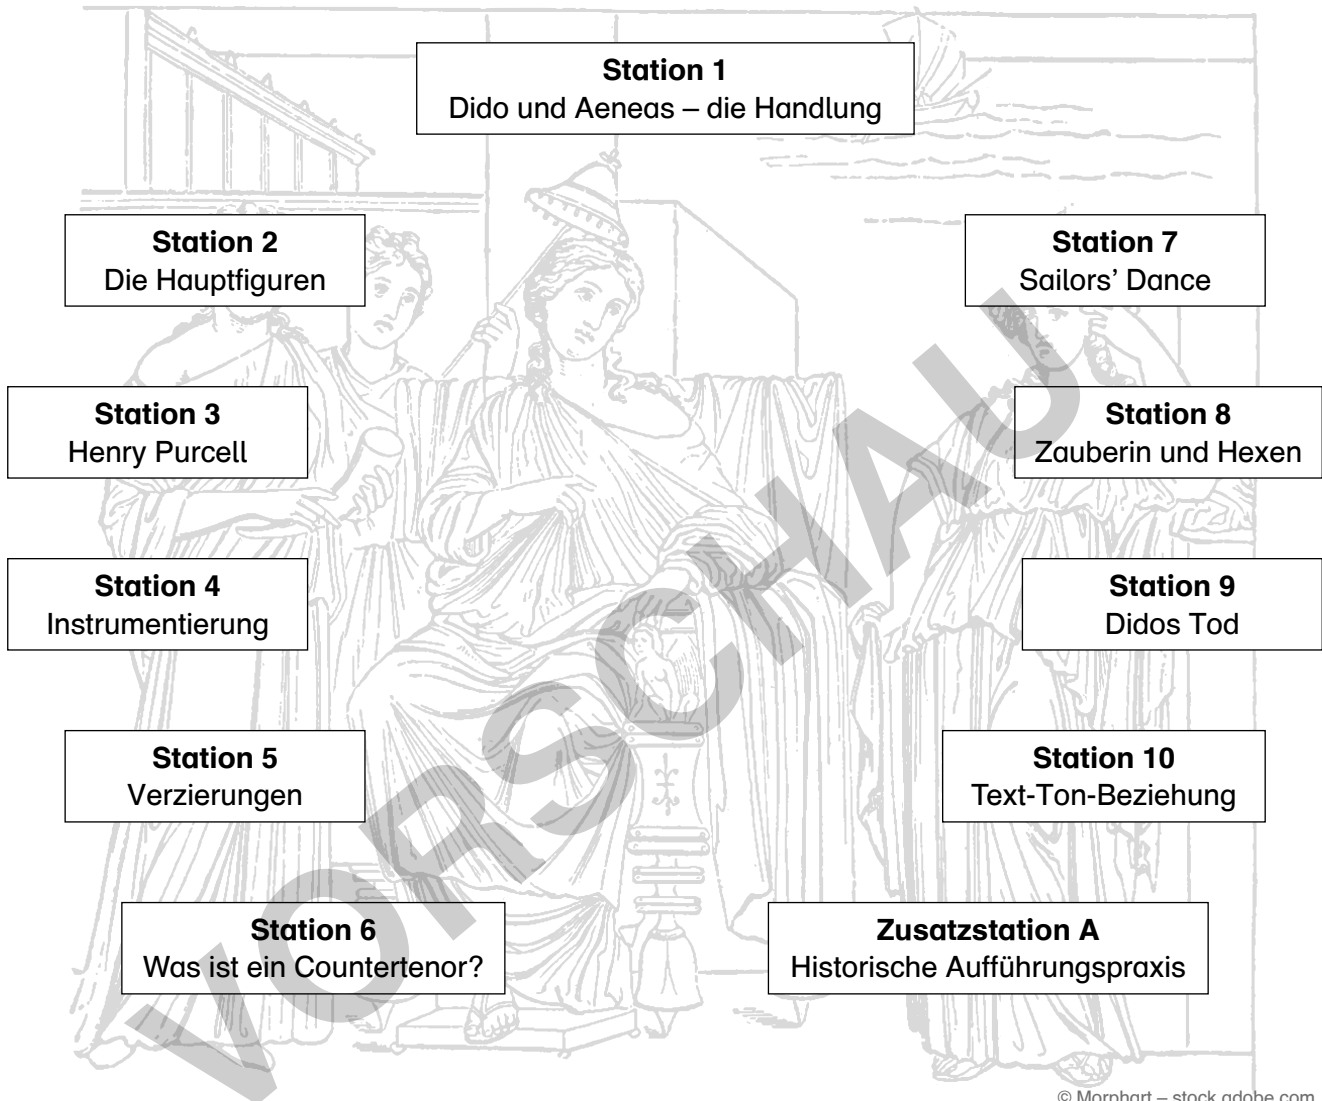 Station 1
Dido und Aeneas – die Handlung
Station 2
Die Hauptfiguren
Station 3
Henry Purcell
Station 4
Instrumentierung
Station 5
Verzierungen
Station 6
Was ist ein Countertenor?
Station 7
Sailors’ Dance
Station 8
Zauberin und Hexen
Station 9
Didos Tod
Station 10
Text-Ton-Beziehung
Zusatzstation A
Historische Aufführungspraxis
VORSCHAU
© Morphart – stock.adobe.com